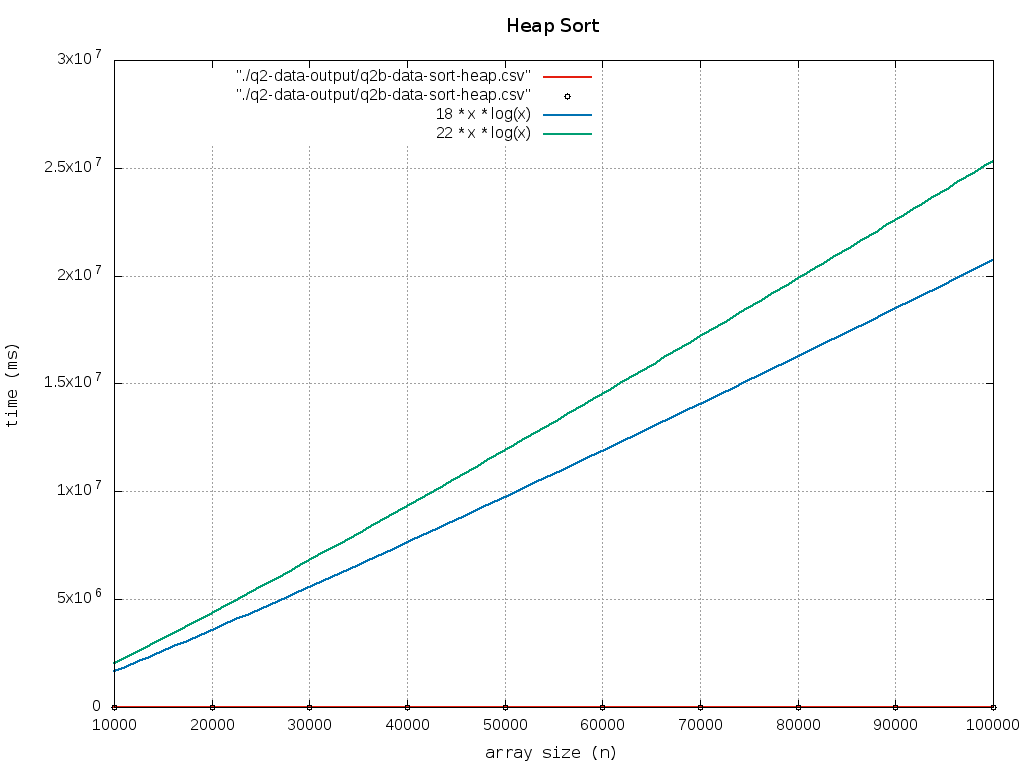 Heap Sort
"./q2-data-output/q2b-data-sort-heap.csv"
"./q2-data-output/q2b-data-sort-heap.csv"
18 * x * log(x)
22 * x * log(x)
3x10^7
2.5x10^7
2x10^7
1.5x10^7
1x10^7
5x10^6
0
time (ms)
10000 20000 30000 40000 50000 60000 70000 80000 90000 100000
array size (n)